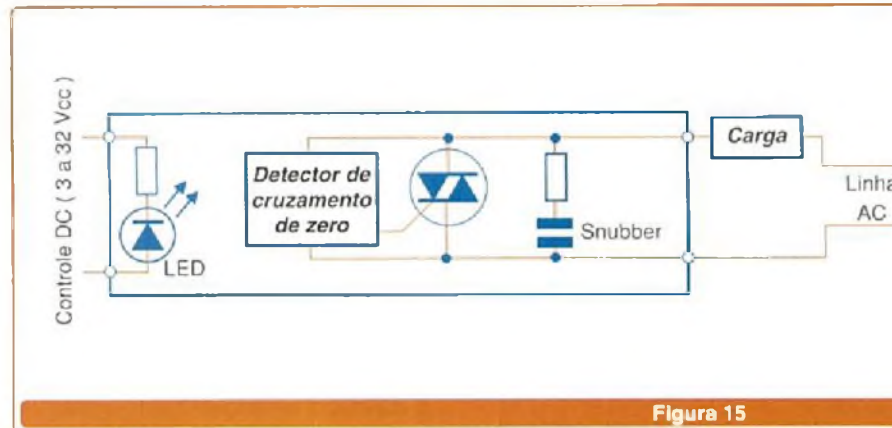 Controle DC ( 3 a 32 Vcc )
LED
Detector de
cruzamento
de zero
Snubber
Carga
Linha
AC
Figura 15